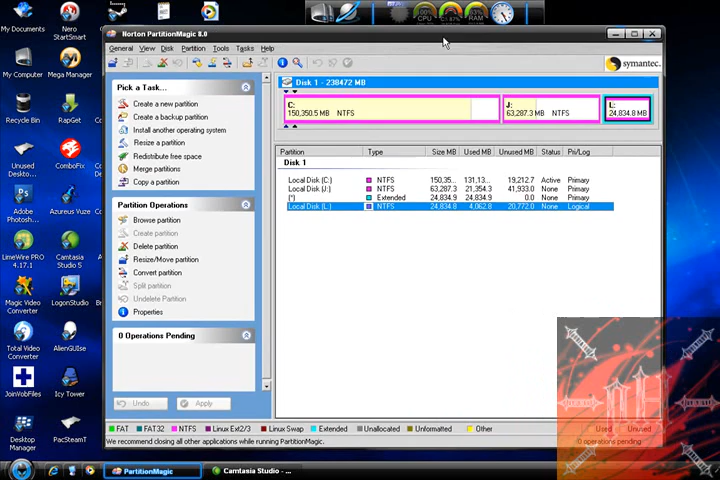 My Documents
Nero StartSmart
My Computer
Mega Manager
Recycle Bin
RapGet
Unused Deskto...
ComboFix
Adobe Photosh...
Azureus Vuze
LimeWire PRO 4.17.1
Camtasia Studio 5
Magic Video Converter
LogonStudio
Total Video Converter
AlienGUIse
JoinVobFiles
Icy Tower
Desktop Manager
PacSteamT
CPU
RAM
Norton PartitionMagic 8.0
General View Disk Partition Tools Tasks Help
symantec.
Pick a Task...
Create a new partition
Create a backup partition
Install another operating system
Resize a partition
Redistribute free space
Merge partitions
Copy a partition
Partition Operations
Browse partition
Create partition
Delete partition
Resize/Move partition
Convert partition
Split partition
Undelete Partition
Properties
0 Operations Pending
Undo Apply
Disk 1 - 238472 MB
C:
150,350.5 MB NTFS
J:
63,287.3 MB NTFS
L:
24,834.8 MB
Partition Type Size MB Used MB Unused MB Status Pri/Log
Disk 1
Local Disk (C:) NTFS 150,35... 131,13... 19,212.7 Active Primary
Local Disk (J:) NTFS 63,287.3 21,354.3 41,933.0 None Primary
(*) Extended 24,834.9 24,834.9 0.0 None Primary
Local Disk (L:) NTFS 24,834.8 4,062.8 20,772.0 None Logical
FAT FAT32 NTFS Linux Ext2/3 Linux Swap Extended Unallocated Unformatted Other Used Unused
We recommend closing all other applications while running PartitionMagic.
0 operations pending
PartitionMagic
Camtasia Studio - ...